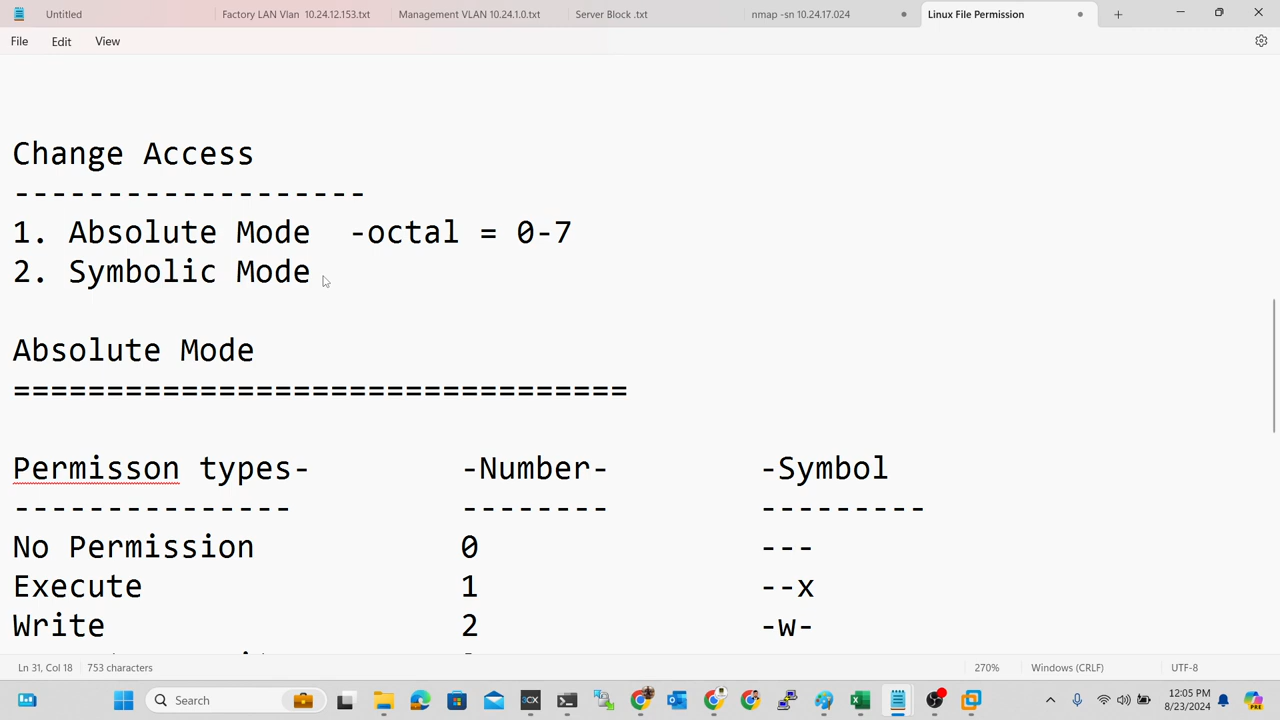 Untitled
Factory LAN Vlan 10.24.12.153.txt
Management VLAN 10.24.1.0.txt
Server Block .txt
nmap -sn 10.24.17.024
Linux File Permission
File Edit View
Change Access
-------------------
1. Absolute Mode  -octal = 0-7
2. Symbolic Mode
Absolute Mode
=================================
Permisson types- -Number- -Symbol
--------------- -------- ---------
No Permission 0 ---
Execute 1 --x
Write 2 -w-
Ln 31, Col 18 753 characters 270% Windows (CRLF) UTF-8
Search
12:05 PM
8/23/2024